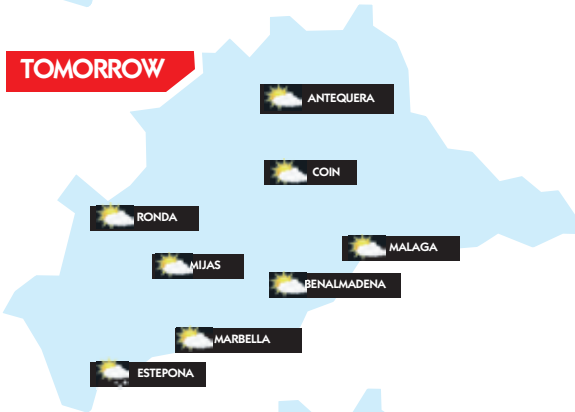 TOMORROW
ANTEQUERA
COIN
RONDA
MALAGA
MIJAS
BENALMADENA
MARBELLA
ESTEPONA